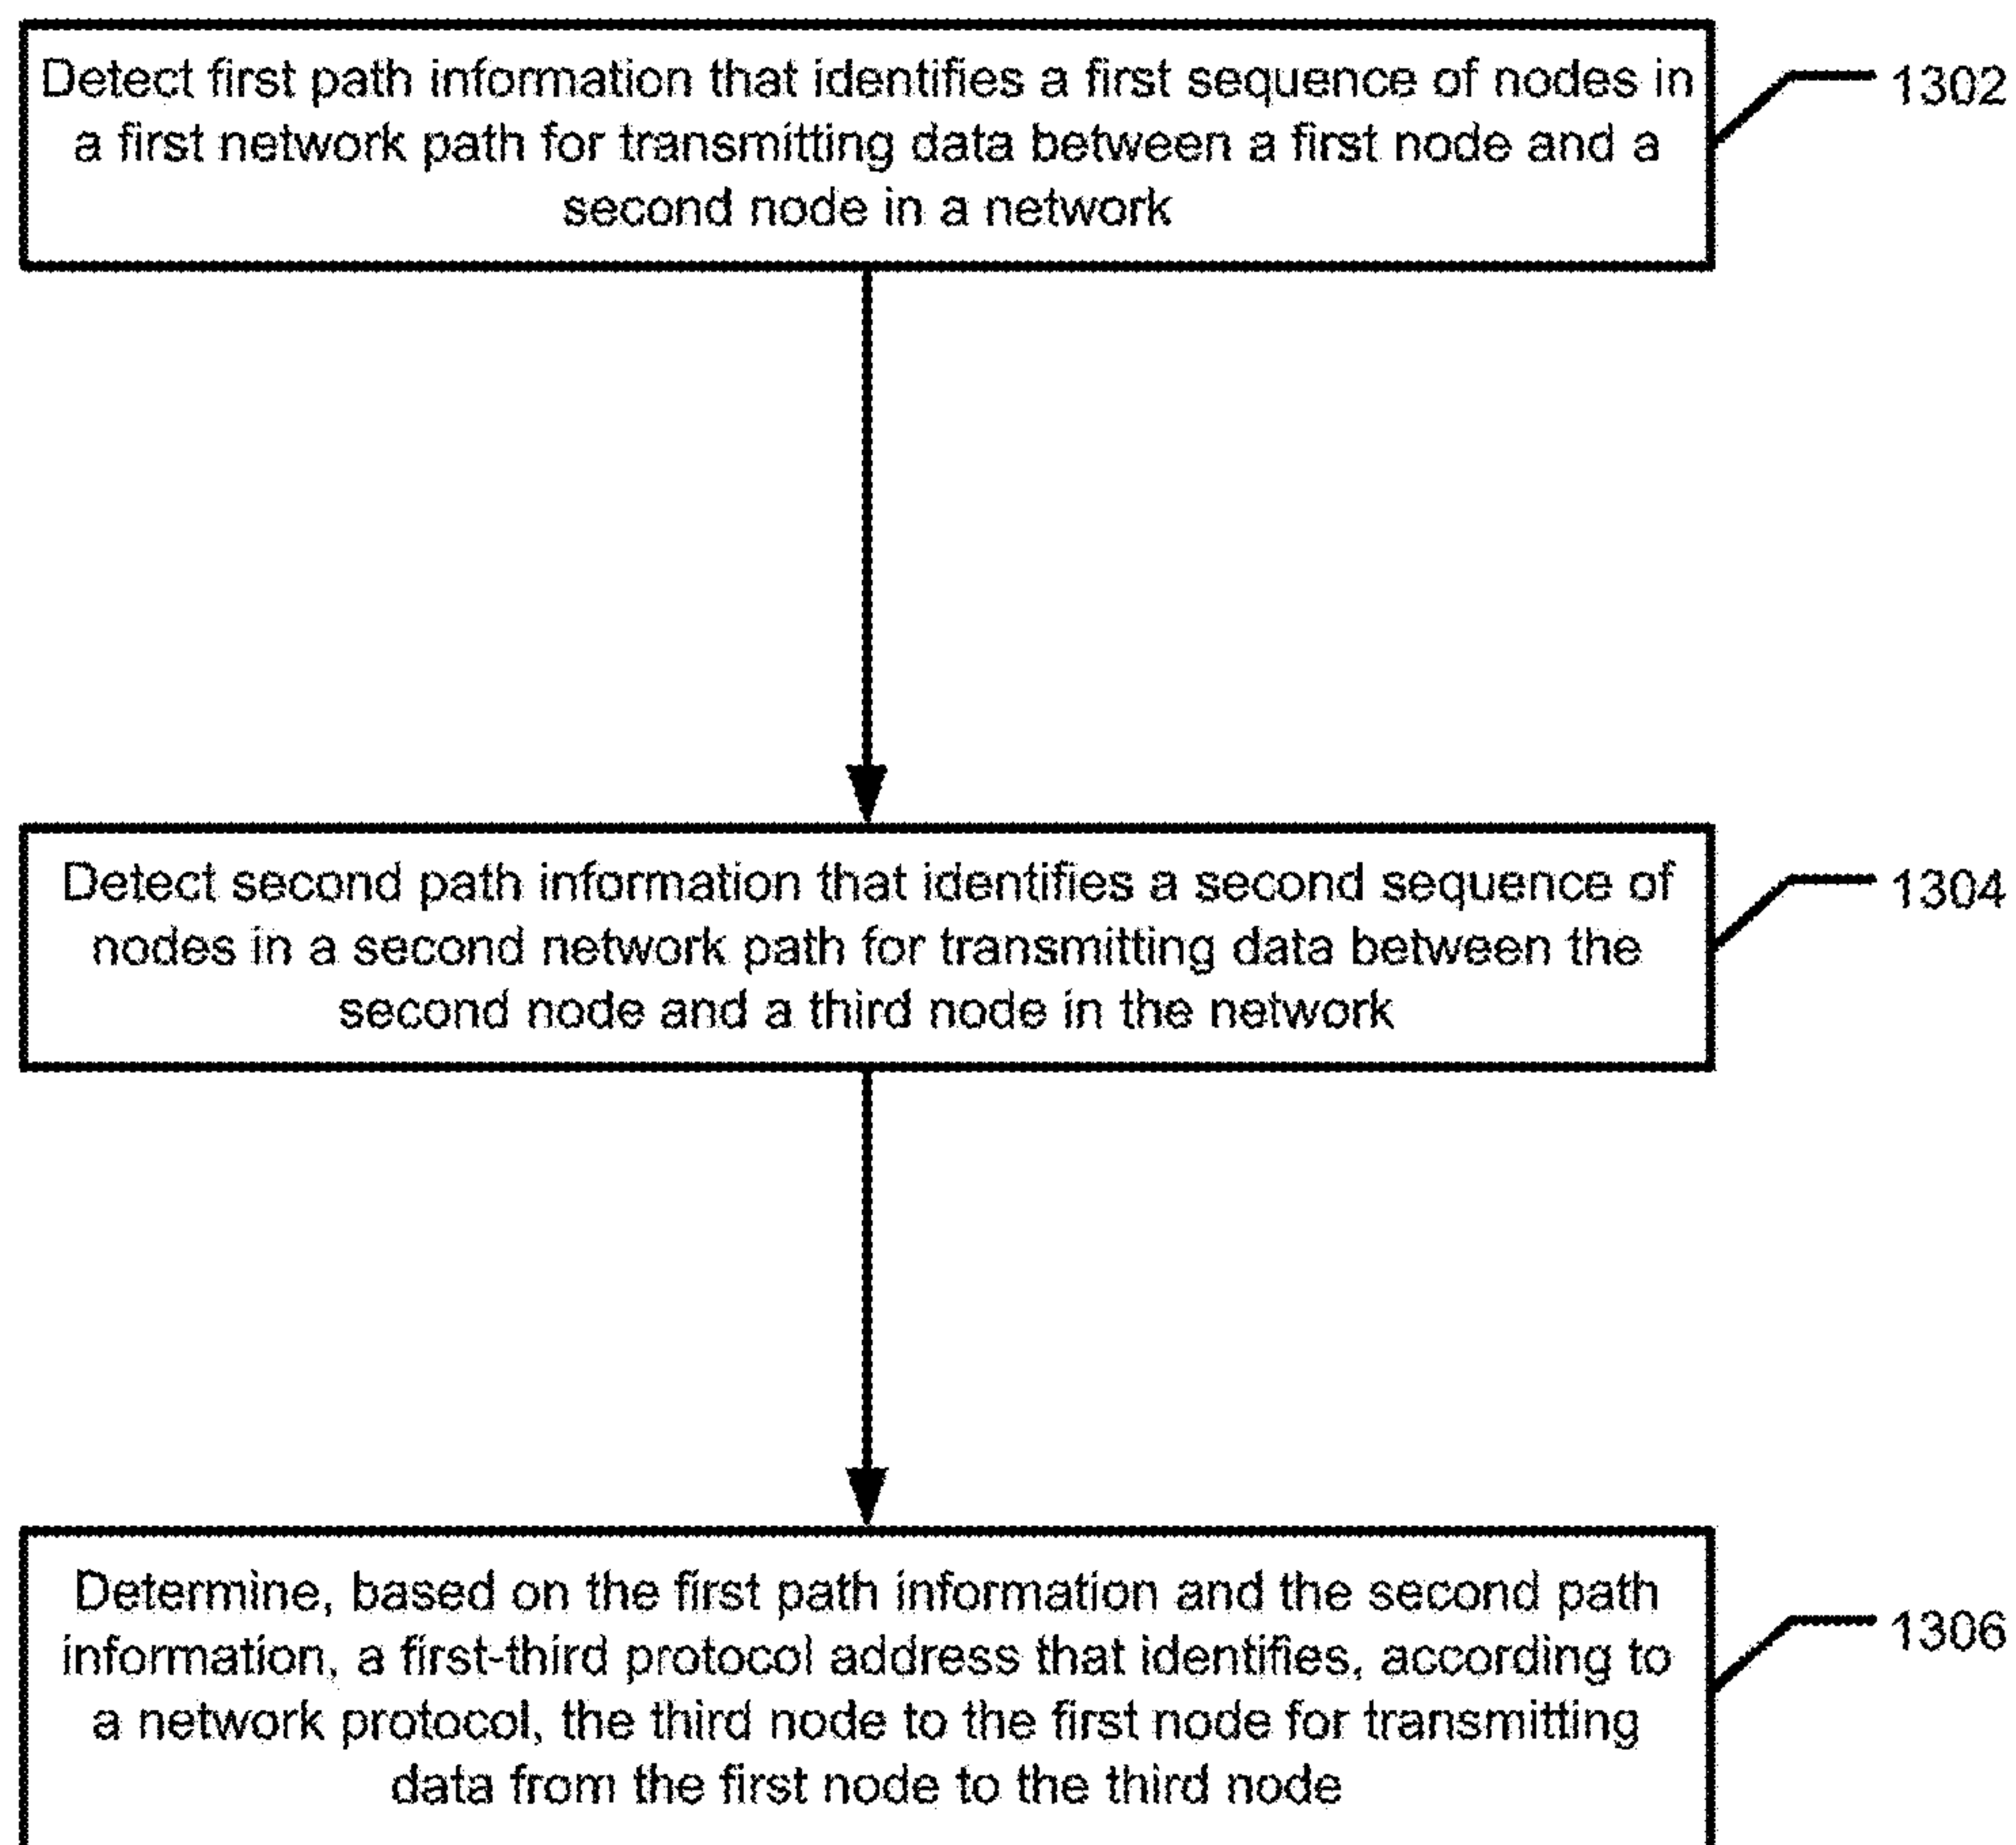 Detect first path information that identifies a first sequence of nodes in
a first network path for transmitting data between a first node and a
second node in a network
1302
Detect second path information that identifies a second sequence of
nodes in a second network path for transmitting data between the
second node and a third node in the network
1304
Determine, based on the first path information and the second path
information, a first-third protocol address that identifies, according to
a network protocol, the third node to the first node for transmitting
data from the first node to the third node
1306